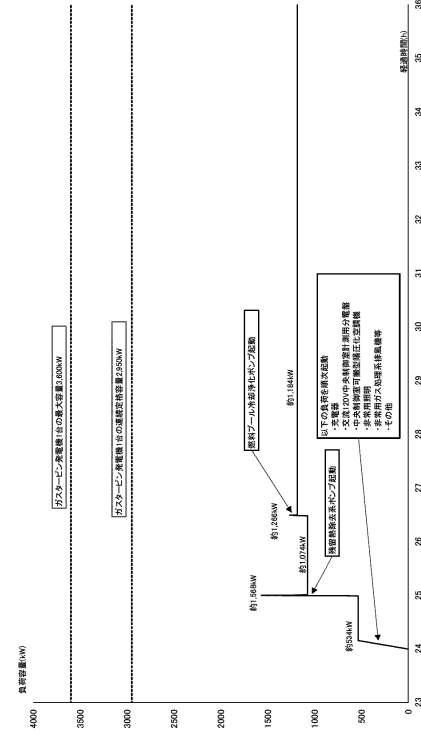 負荷容量(kW)
4000
3500
3000
2500
2000
1500
1000
500
0
ガスタービン発電機1台の最大容量3,600kW
ガスタービン発電機1台の連続定格容量2,950kW
燃料プール冷却浄化ポンプ起動
残留熱除去系ポンプ起動
以下の負荷を順次起動
・充電器
・交流120V中央制御室計測用分電盤
・中央制御室可搬型陽圧化空調機
・非常用照明
・非常用ガス処理系排風機等
・その他
約534kW
約1,568kW
約1,074kW
約1,266kW
約1,184kW
23
24
25
26
27
28
29
30
31
32
33
34
35
36
経過時間(h)